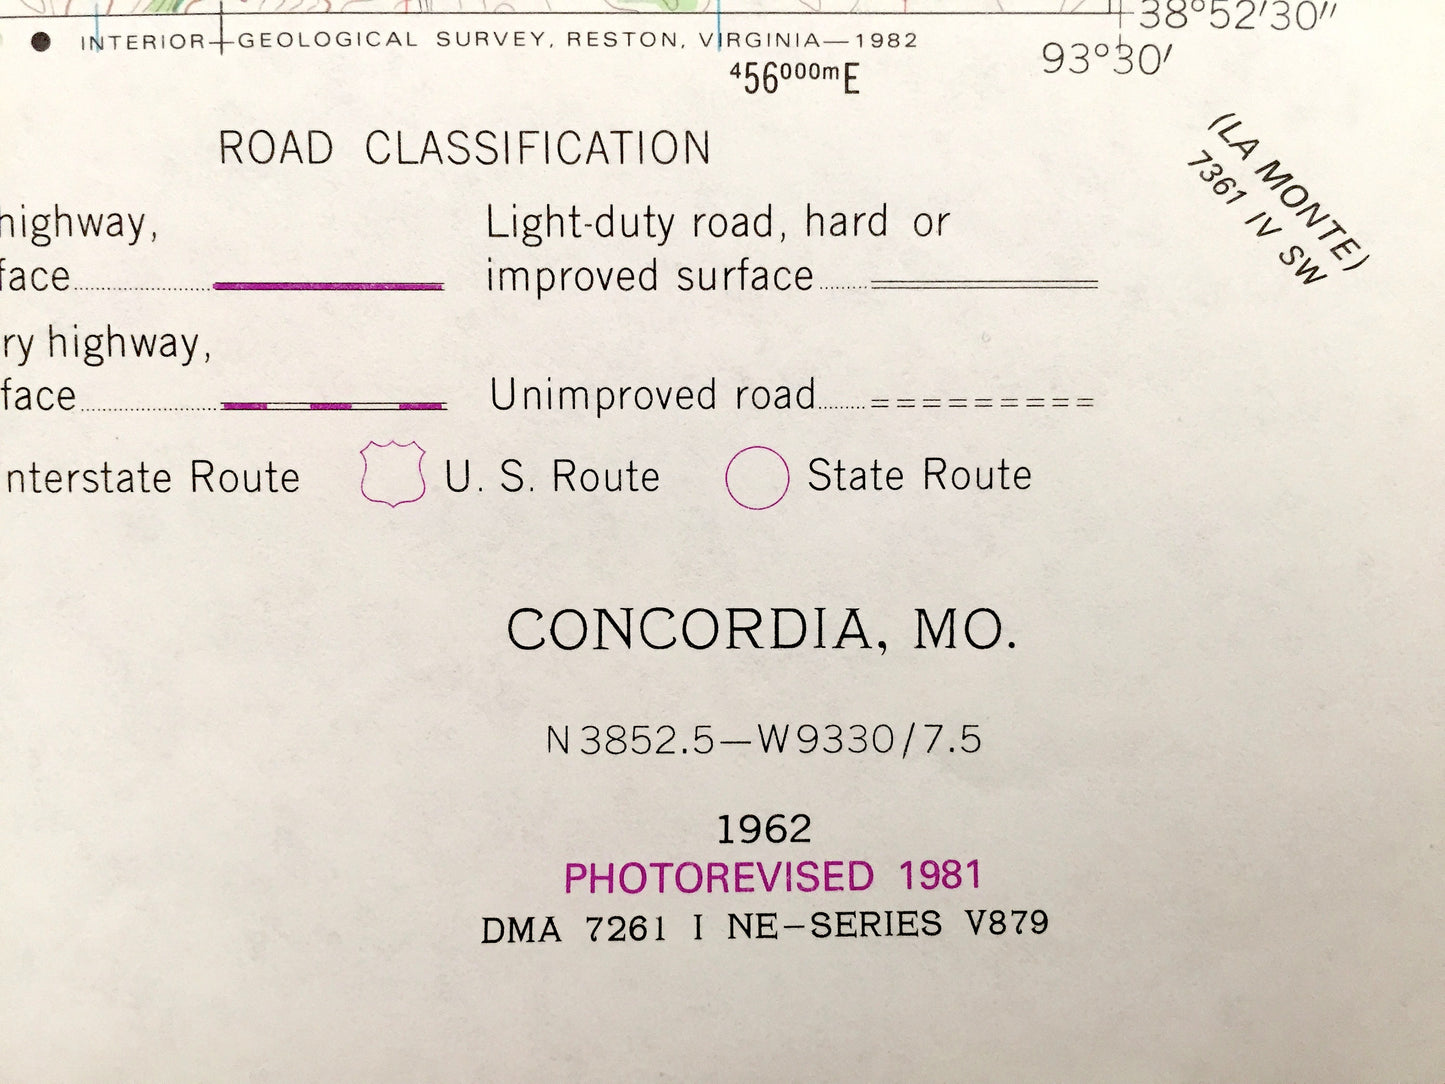 38°52'30"
INTERIOR—GEOLOGICAL SURVEY, RESTON, VIRGINIA—1982
93°30'
456000mE
(LA MONTE)
7361 IV SW
ROAD CLASSIFICATION
highway,
face
Light-duty road, hard or
improved surface
ry highway,
face
Unimproved road
nterstate Route
U. S. Route
State Route
CONCORDIA, MO.
N3852.5—W9330/7.5
1962
PHOTOREVISED 1981
DMA 7261 I NE-SERIES V879